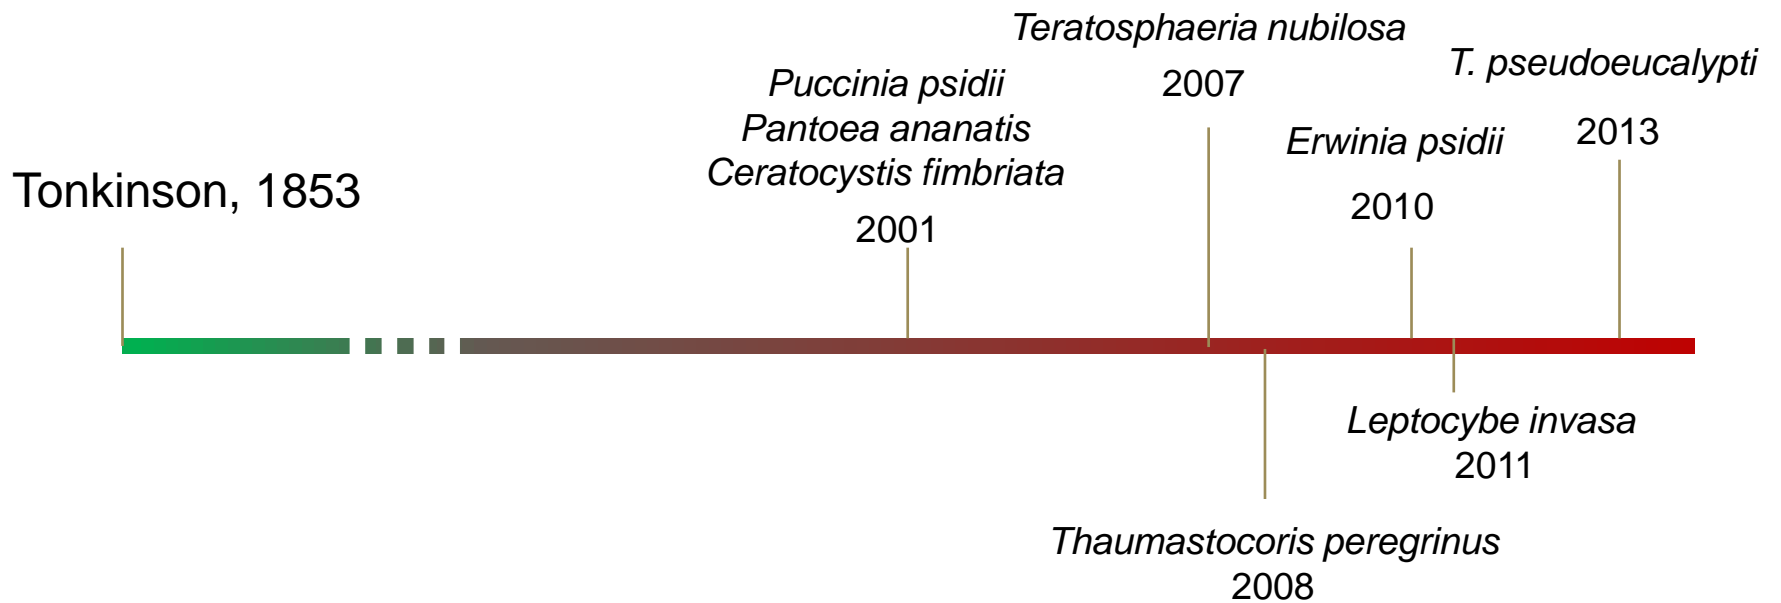 Tonkinson, 1853
Puccinia psidii
Pantoea ananatis
Ceratocystis fimbriata
2001
Teratosphaeria nubilosa
2007
Thaumastocoris peregrinus
2008
Erwinia psidii
2010
Leptocybe invasa
2011
T. pseudoeucalypti
2013